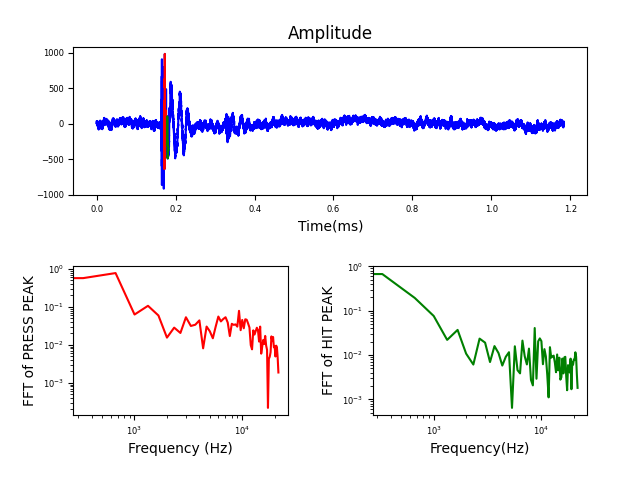 Amplitude
1000
500
0
−500
−1000
0.0 0.2 0.4 0.6 0.8 1.0 1.2
Time(ms)
FFT of PRESS PEAK
10⁰
10⁻¹
10⁻²
10⁻³
10³ 10⁴
Frequency (Hz)
FFT of HIT PEAK
10⁰
10⁻¹
10⁻²
10⁻³
10³ 10⁴
Frequency(Hz)